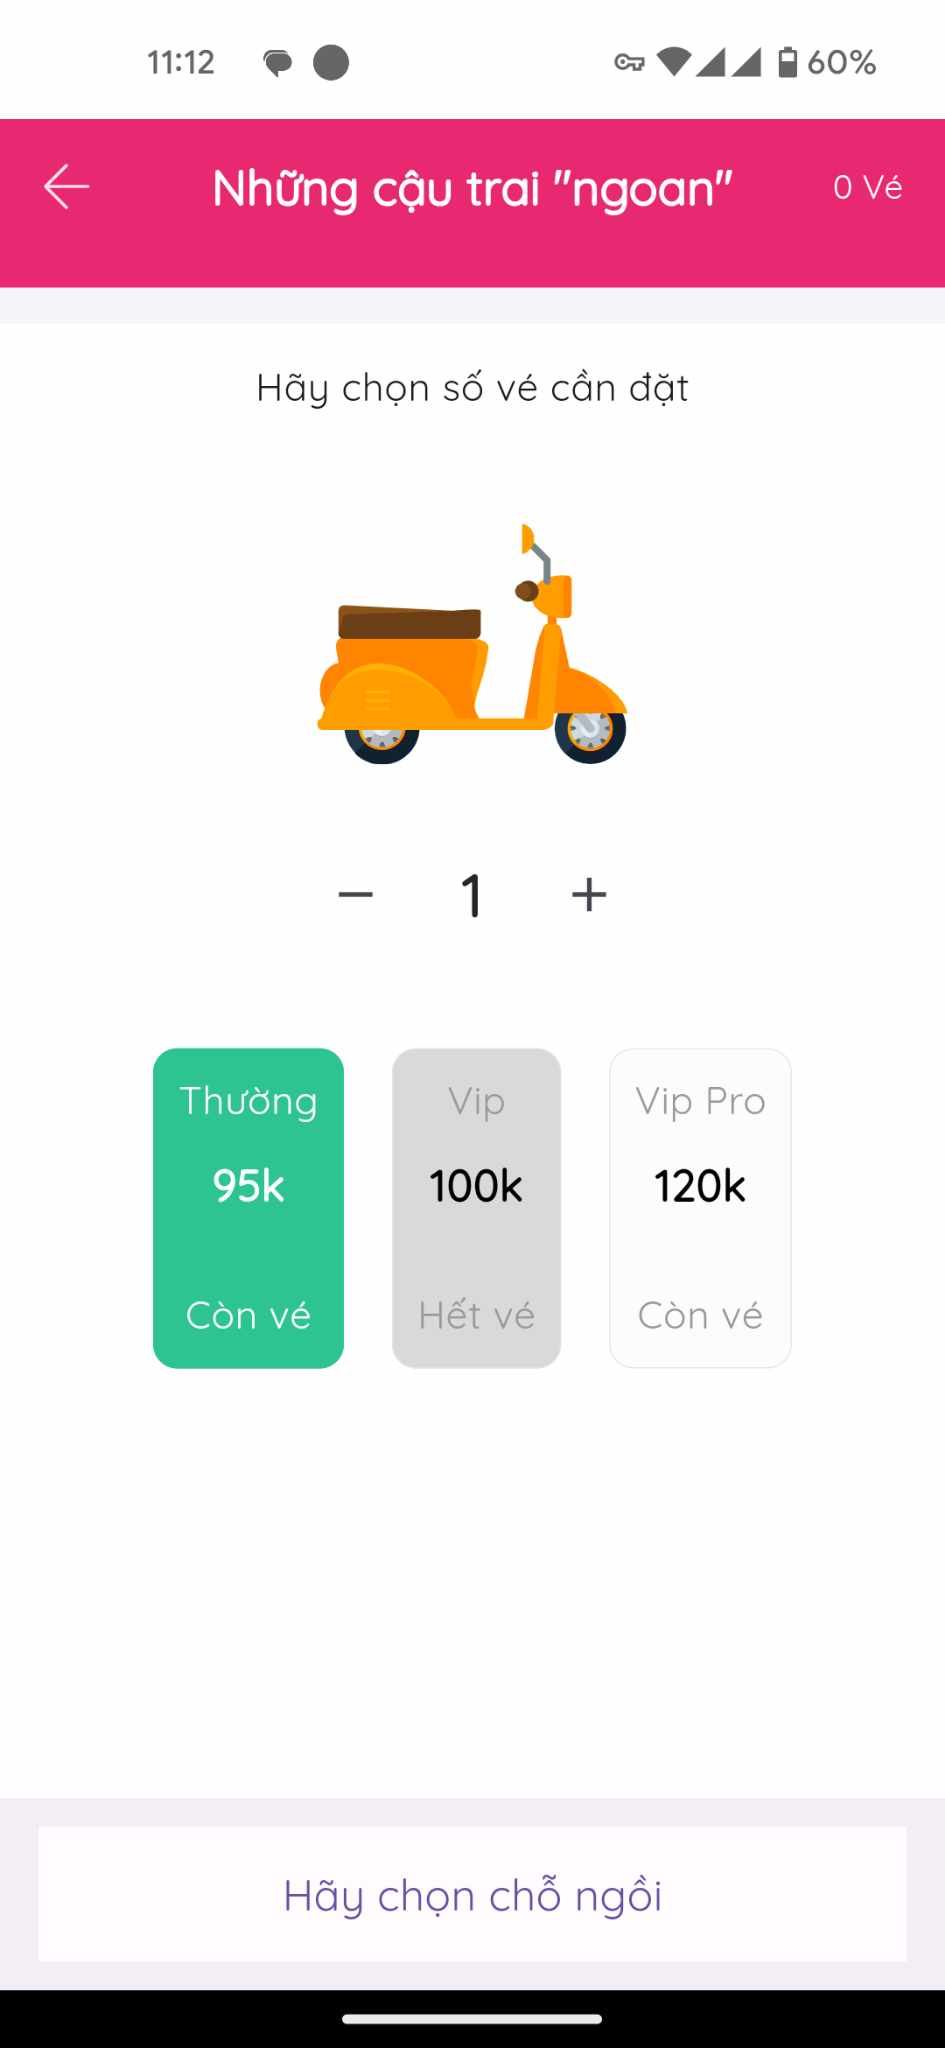 11:12
60%
Những cậu trai "ngoan"
0 Vé
Hãy chọn số vé cần đặt
1
Thường
Vip
Vip Pro
95k
100k
120k
Còn vé
Hết vé
Còn vé
Hãy chọn chỗ ngồi